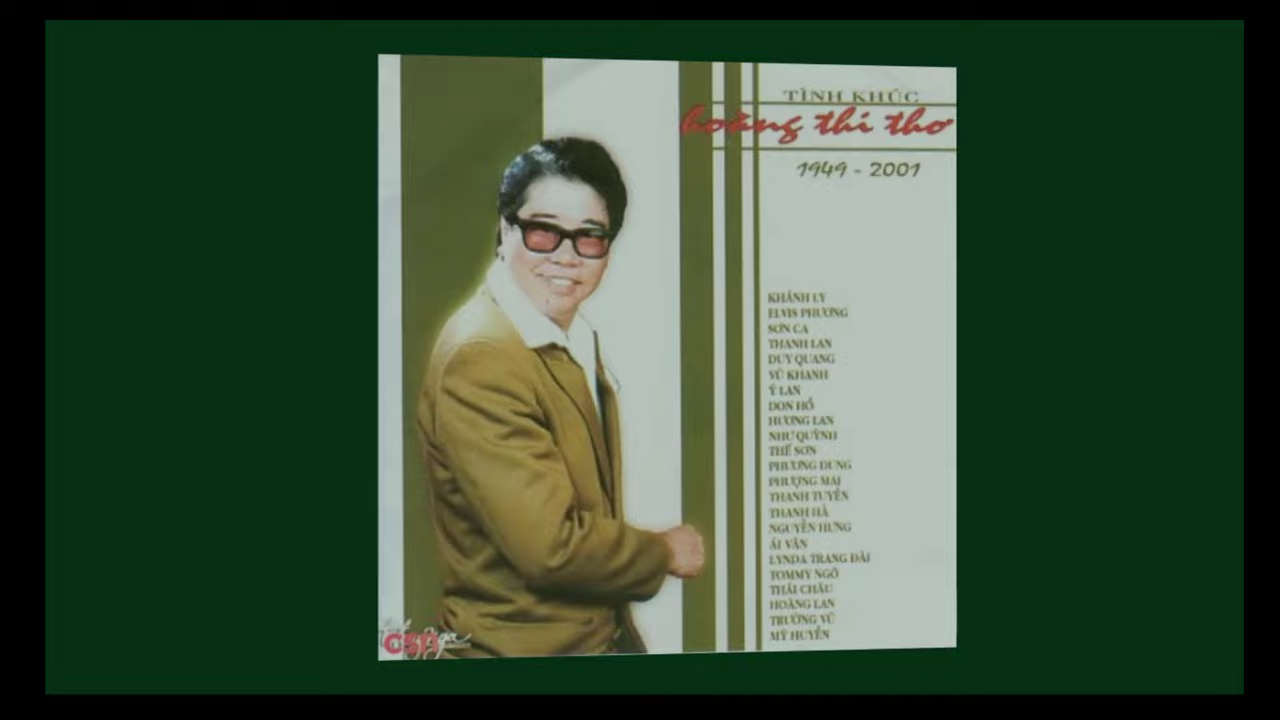 TÌNH KHÚC
hoàng thi thơ
1949 - 2001
KHÁNH LY
ELVIS PHƯƠNG
SƠN CA
THANH LAN
DUY QUANG
VŨ KHANH
Ý LAN
DON HỒ
HƯƠNG LAN
NHƯ QUỲNH
THẾ SƠN
PHƯƠNG DUNG
PHƯỢNG MAI
THANH TUYỀN
THANH HÀ
NGUYỄN HƯNG
ÁI VÂN
LYNDA TRANG ĐÀI
TOMMY NGÔ
THÁI CHÂU
HOÀNG LAN
TRƯỜNG VŨ
MỸ HUYỀN